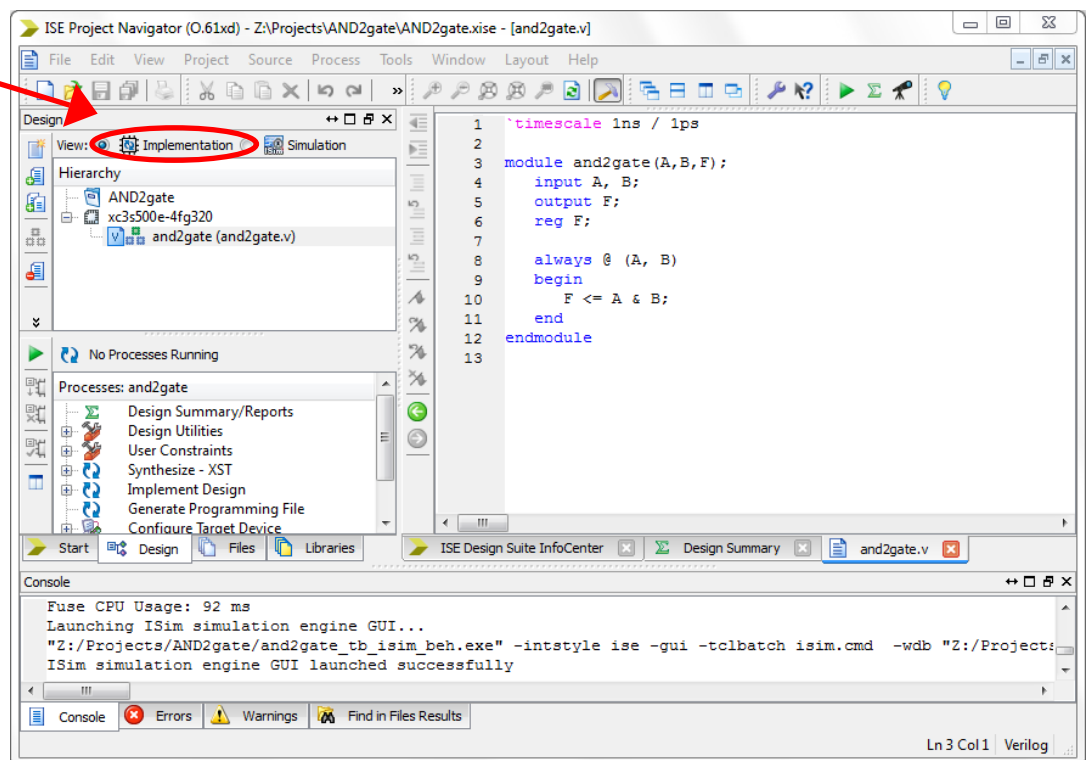 ISE Project Navigator (O.61xd) - Z:\Projects\AND2gate\AND2gate.xise - [and2gate.v]
File Edit View Project Source Process Tools Window Layout Help
Design
View: Implementation Simulation
Hierarchy
AND2gate
xc3s500e-4fg320
and2gate (and2gate.v)
No Processes Running
Processes: and2gate
Design Summary/Reports
Design Utilities
User Constraints
Synthesize - XST
Implement Design
Generate Programming File
Configure Target Device
Start Design Files Libraries
1 `timescale 1ns / 1ps
2
3 module and2gate(A,B,F);
4 input A, B;
5 output F;
6 reg F;
7
8 always @ (A, B)
9 begin
10 F <= A & B;
11 end
12 endmodule
13
ISE Design Suite InfoCenter Design Summary and2gate.v
Console
Fuse CPU Usage: 92 ms
Launching ISim simulation engine GUI...
"Z:/Projects/AND2gate/and2gate_tb_isim_beh.exe" -intstyle ise -gui -tclbatch isim.cmd -wdb "Z:/Projects
ISim simulation engine GUI launched successfully
Console Errors Warnings Find in Files Results
Ln 3 Col 1 Verilog